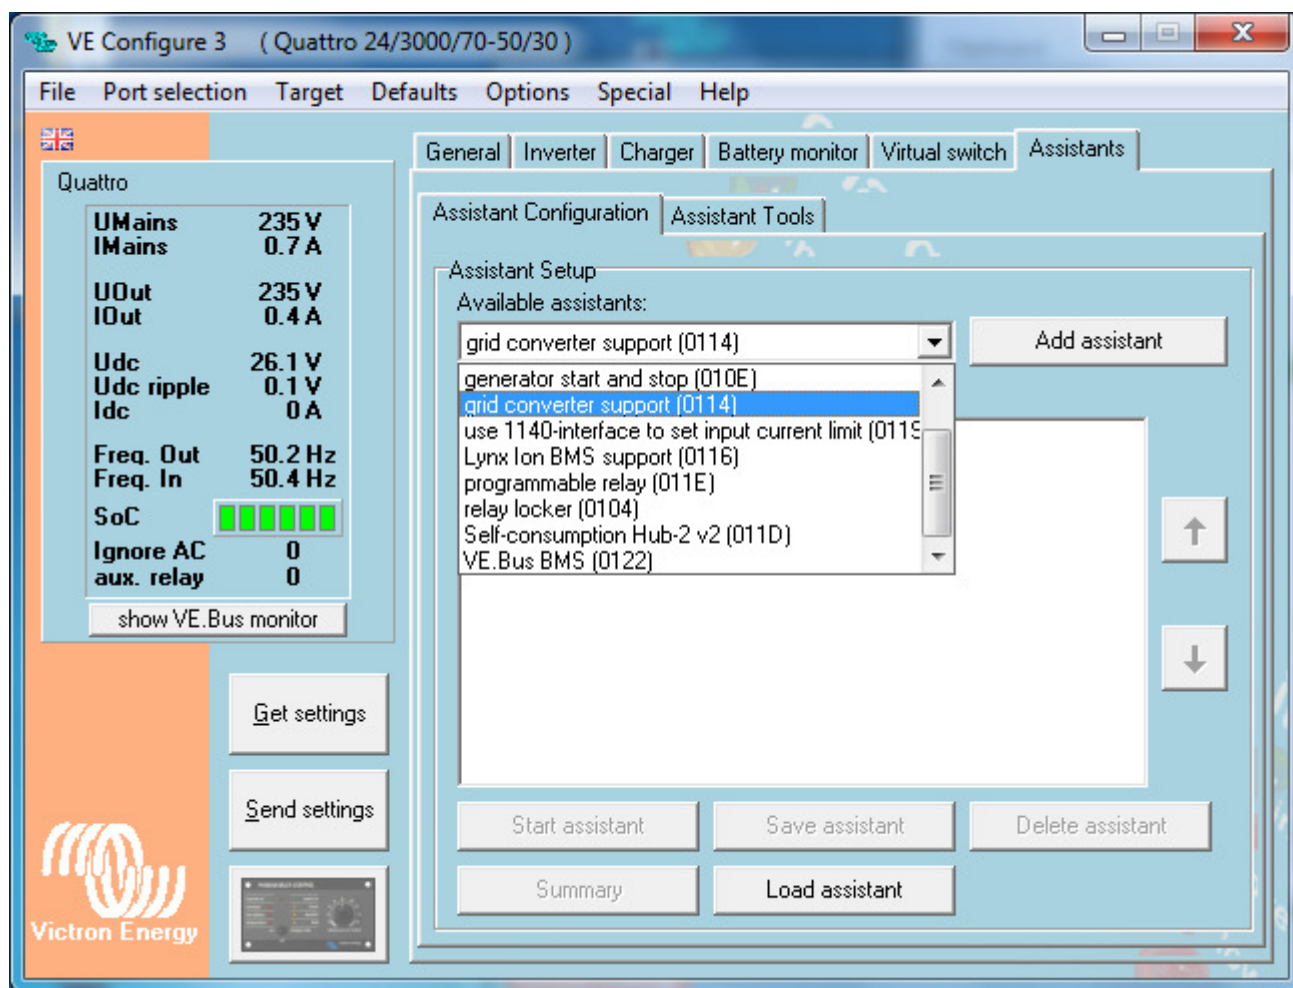 VE Configure 3 ( Quattro 24/3000/70-50/30 )
File Port selection Target Defaults Options Special Help
General Inverter Charger Battery monitor Virtual switch Assistants
Quattro
UMains 235 V
IMains 0.7 A
UOut 235 V
IOut 0.4 A
Udc 26.1 V
Udc ripple 0.1 V
Idc 0 A
Freq. Out 50.2 Hz
Freq. In 50.4 Hz
SoC
Ignore AC 0
aux. relay 0
show VE.Bus monitor
Get settings
Send settings
Victron Energy
Assistant Configuration Assistant Tools
Assistant Setup
Available assistants:
grid converter support (0114)
Add assistant
generator start and stop (010E)
grid converter support (0114)
use 1140-interface to set input current limit (0119
Lynx Ion BMS support (0116)
programmable relay (011E)
relay locker (0104)
Self-consumption Hub-2 v2 (011D)
VE.Bus BMS (0122)
Start assistant Save assistant Delete assistant
Summary Load assistant